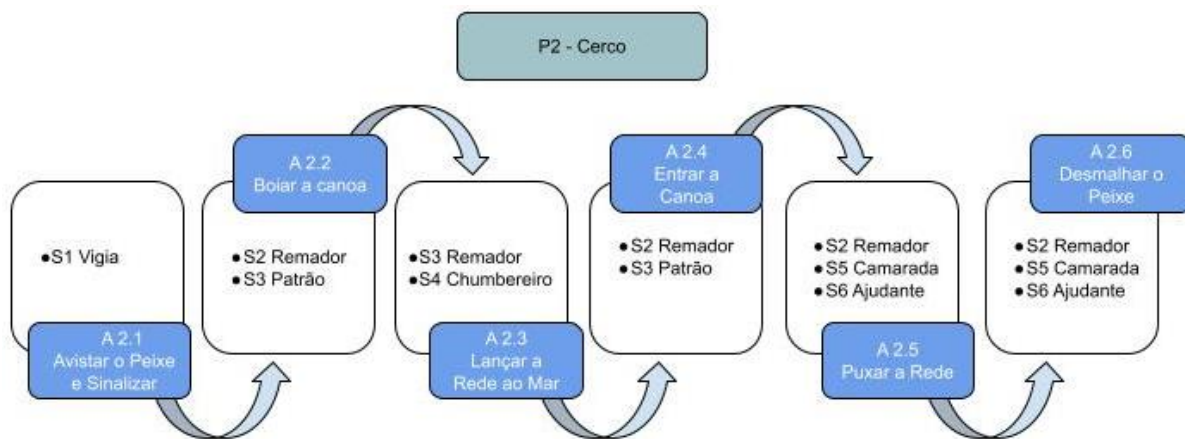 P2 - Cerco
A 2.1
Avistar o Peixe
e Sinalizar
●S1 Vigia
A 2.2
Boiar a canoa
●S2 Remador
●S3 Patrão
A 2.3
Lançar a
Rede ao Mar
●S3 Remador
●S4 Chumbereiro
A 2.4
Entrar a
Canoa
●S2 Remador
●S3 Patrão
A 2.5
Puxar a Rede
●S2 Remador
●S5 Camarada
●S6 Ajudante
A 2.6
Desmalhar o
Peixe
●S2 Remador
●S5 Camarada
●S6 Ajudante